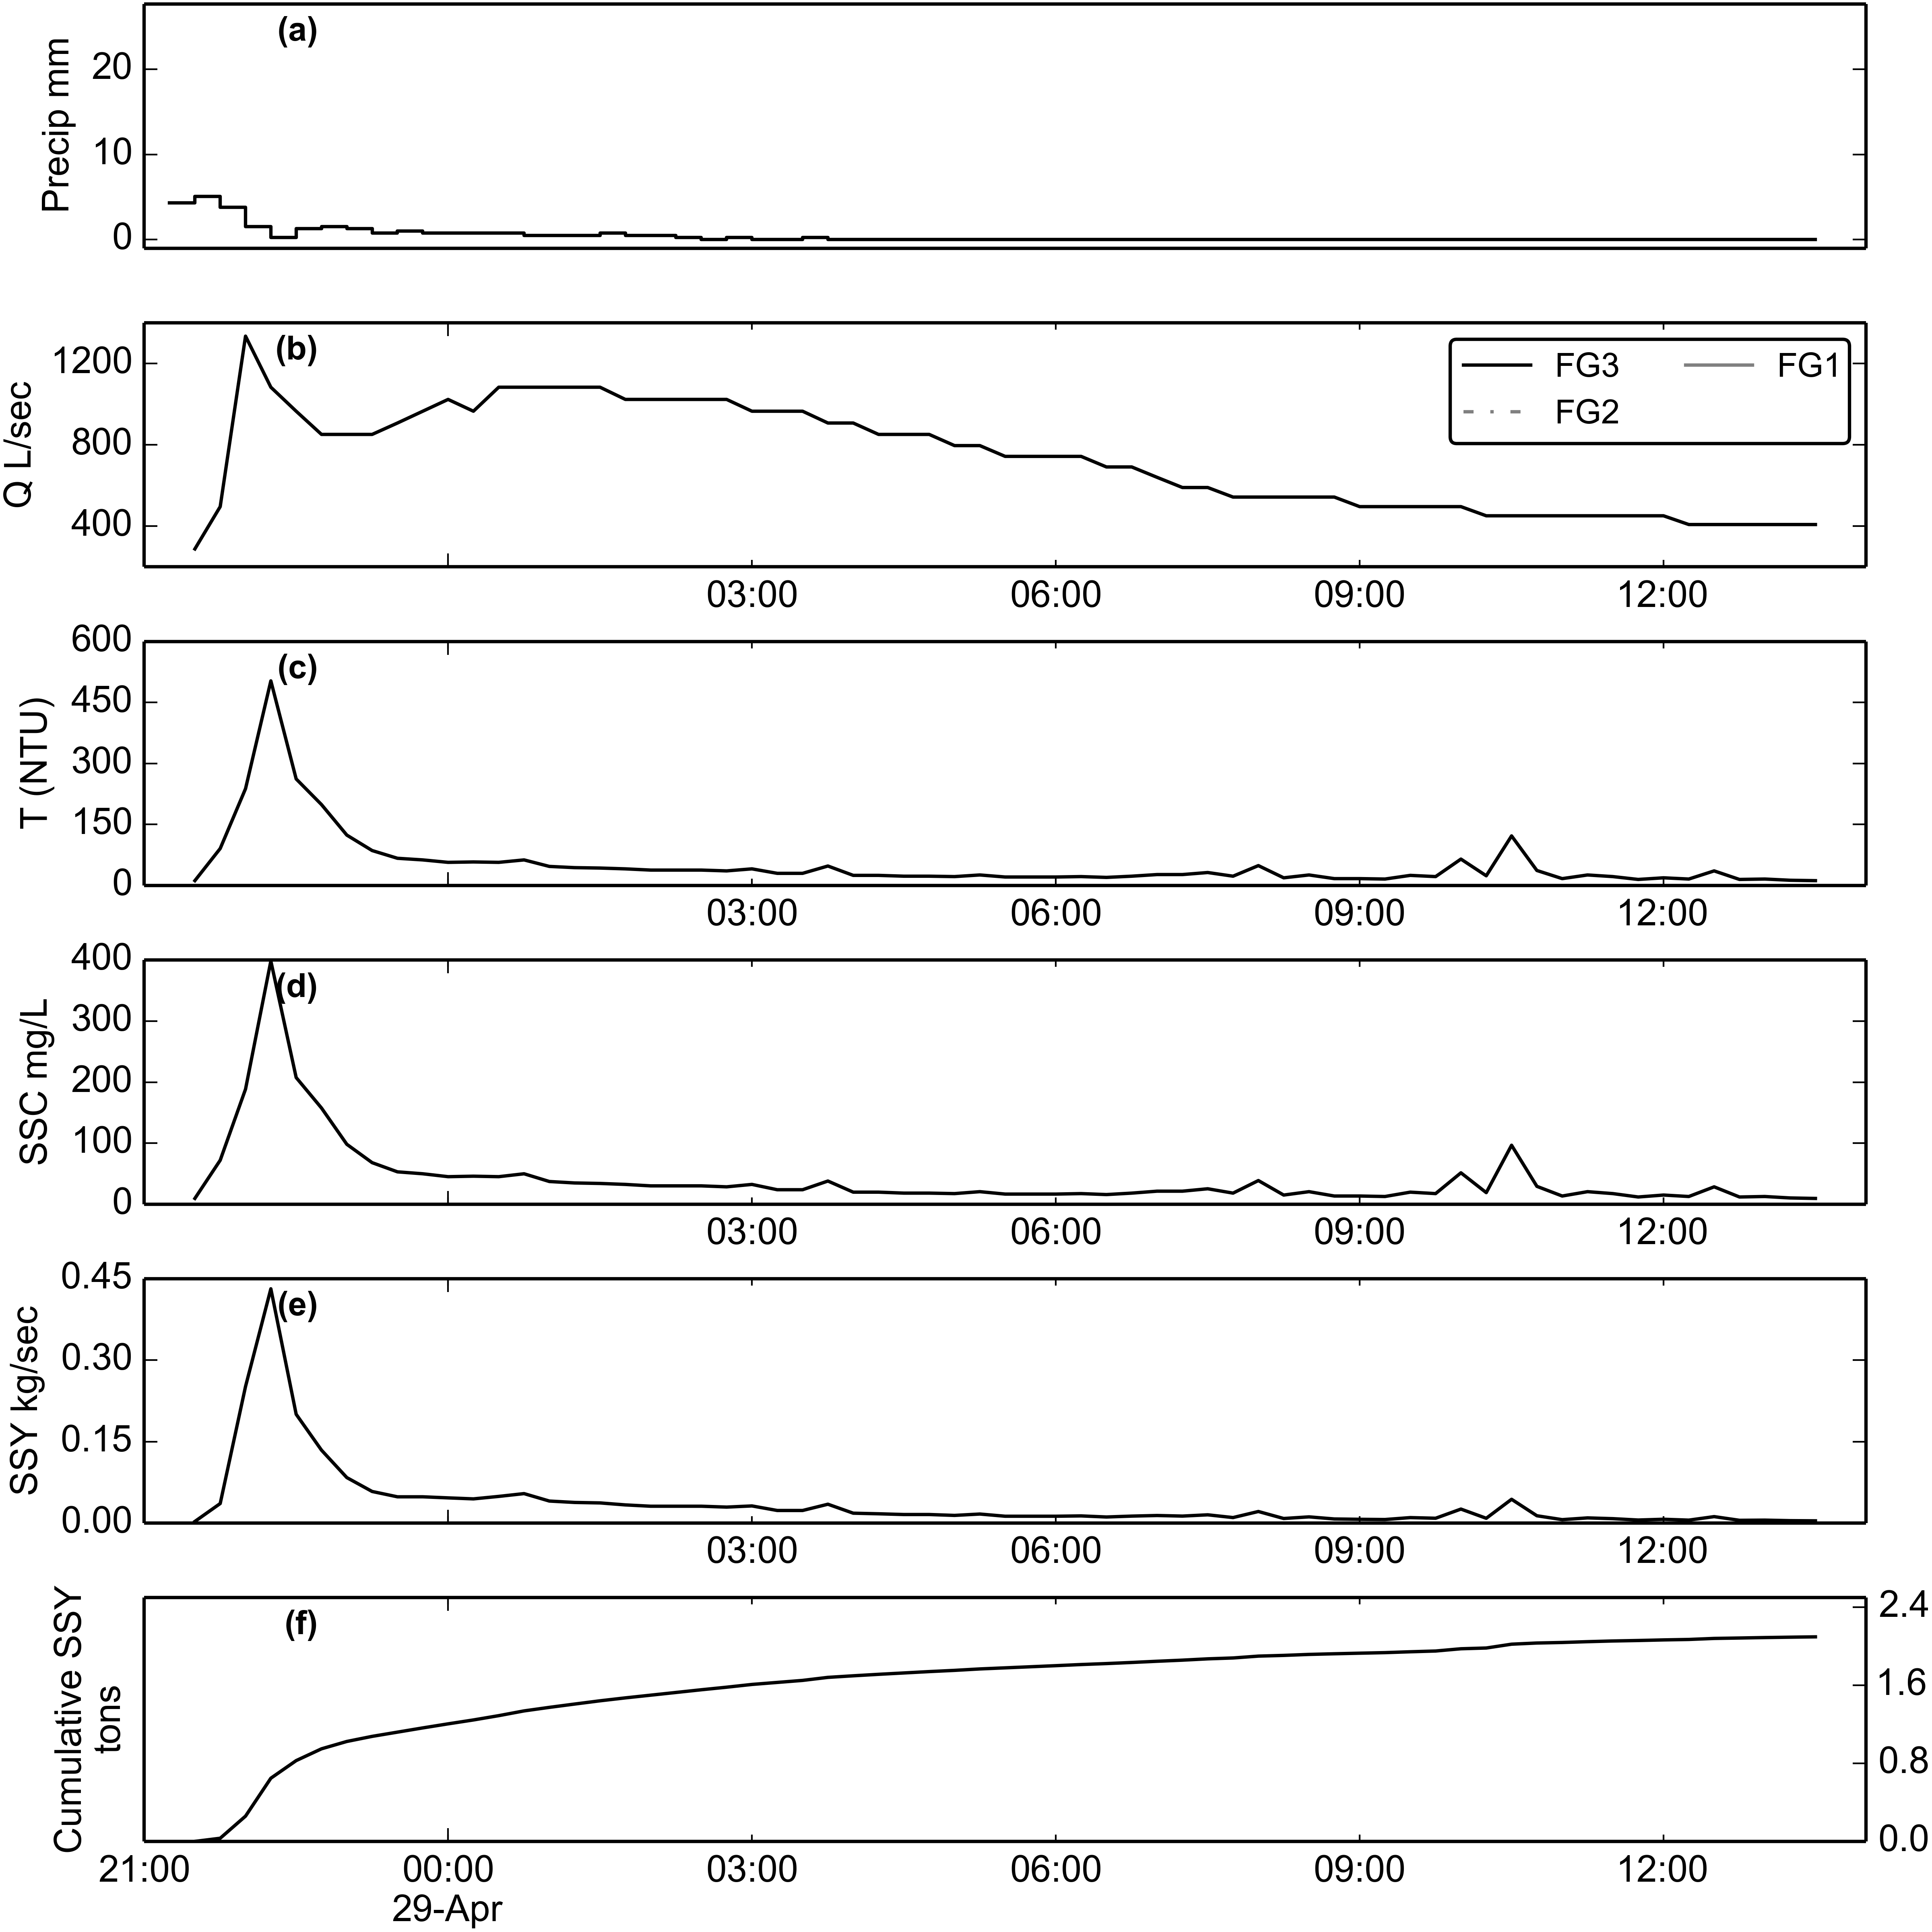 (a)
Precip mm
20
10
0
(b)
Q L/sec
1200
800
400
FG3 FG1
FG2
03:00 06:00 09:00 12:00
(c)
T (NTU)
600
450
300
150
0
03:00 06:00 09:00 12:00
(d)
SSC mg/L
400
300
200
100
0
03:00 06:00 09:00 12:00
(e)
SSY kg/sec
0.45
0.30
0.15
0.00
03:00 06:00 09:00 12:00
(f)
Cumulative SSY
tons
2.4
1.6
0.8
0.0
21:00 00:00 03:00 06:00 09:00 12:00
29-Apr